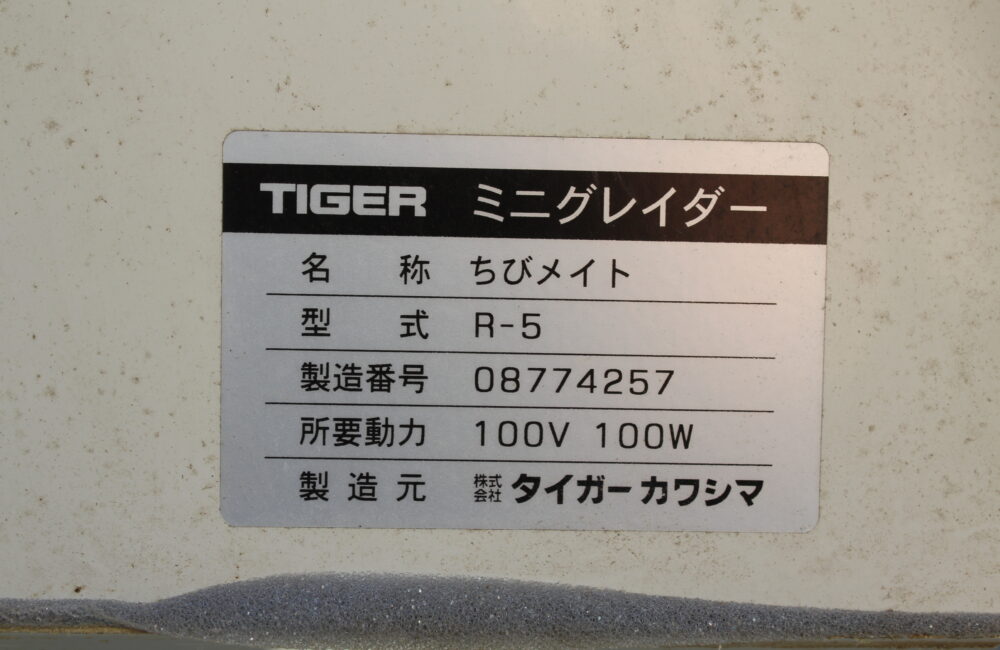 TIGER ミニグレイダー
名称 ちびメイト
型式 R-5
製造番号 08774257
所要動力 100V 100W
製造元 株式会社 タイガーカワシマ